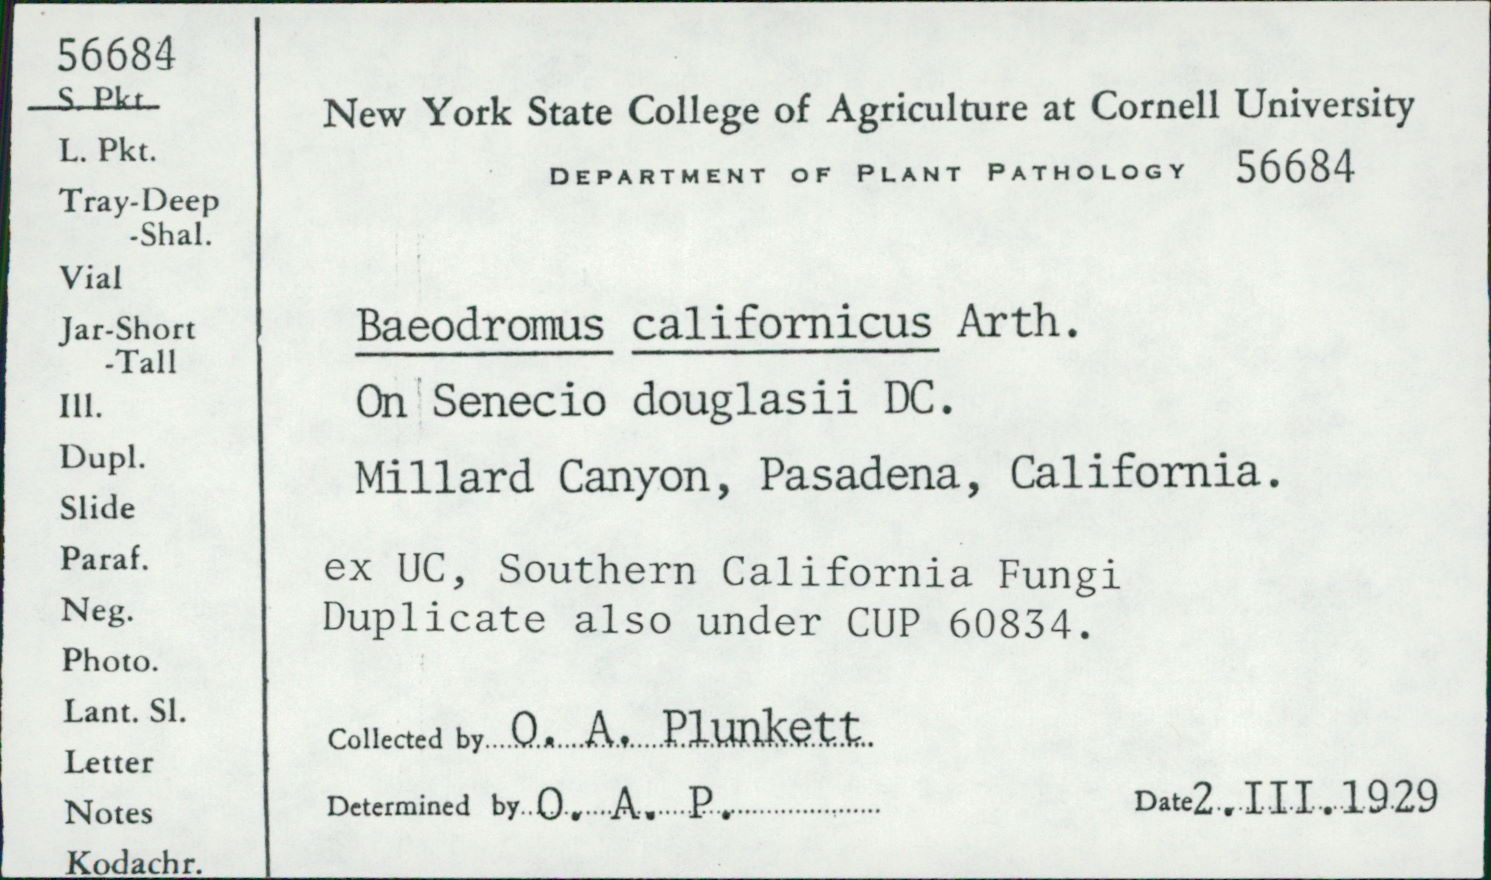 56684
S. Pkt.
L. Pkt.
Tray-Deep
-Shal.
Vial
Jar-Short
-Tall
Ill.
Dupl.
Slide
Paraf.
Neg.
Photo.
Lant. Sl.
Letter
Notes
Kodachr.
New York State College of Agriculture at Cornell University
DEPARTMENT OF PLANT PATHOLOGY 56684
Baeodromus californicus Arth.
On Senecio douglasii DC.
Millard Canyon, Pasadena, California.
ex UC, Southern California Fungi
Duplicate also under CUP 60834.
Collected by O. A. Plunkett
Determined by O. A. P.
Date 2. III. 1929